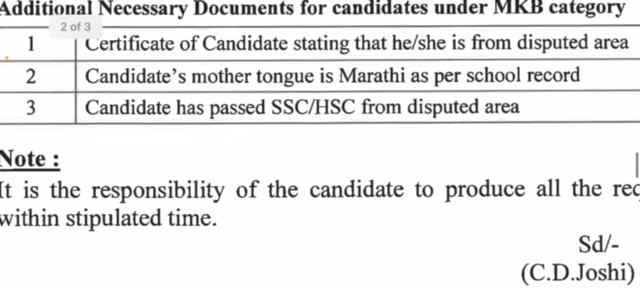 Additional Necessary Documents for candidates under MKB category
2 of 3
1 Certificate of Candidate stating that he/she is from disputed area
2 Candidate's mother tongue is Marathi as per school record
3 Candidate has passed SSC/HSC from disputed area
Note :
It is the responsibility of the candidate to produce all the
within stipulated time.
Sd/-
(C.D.Joshi)